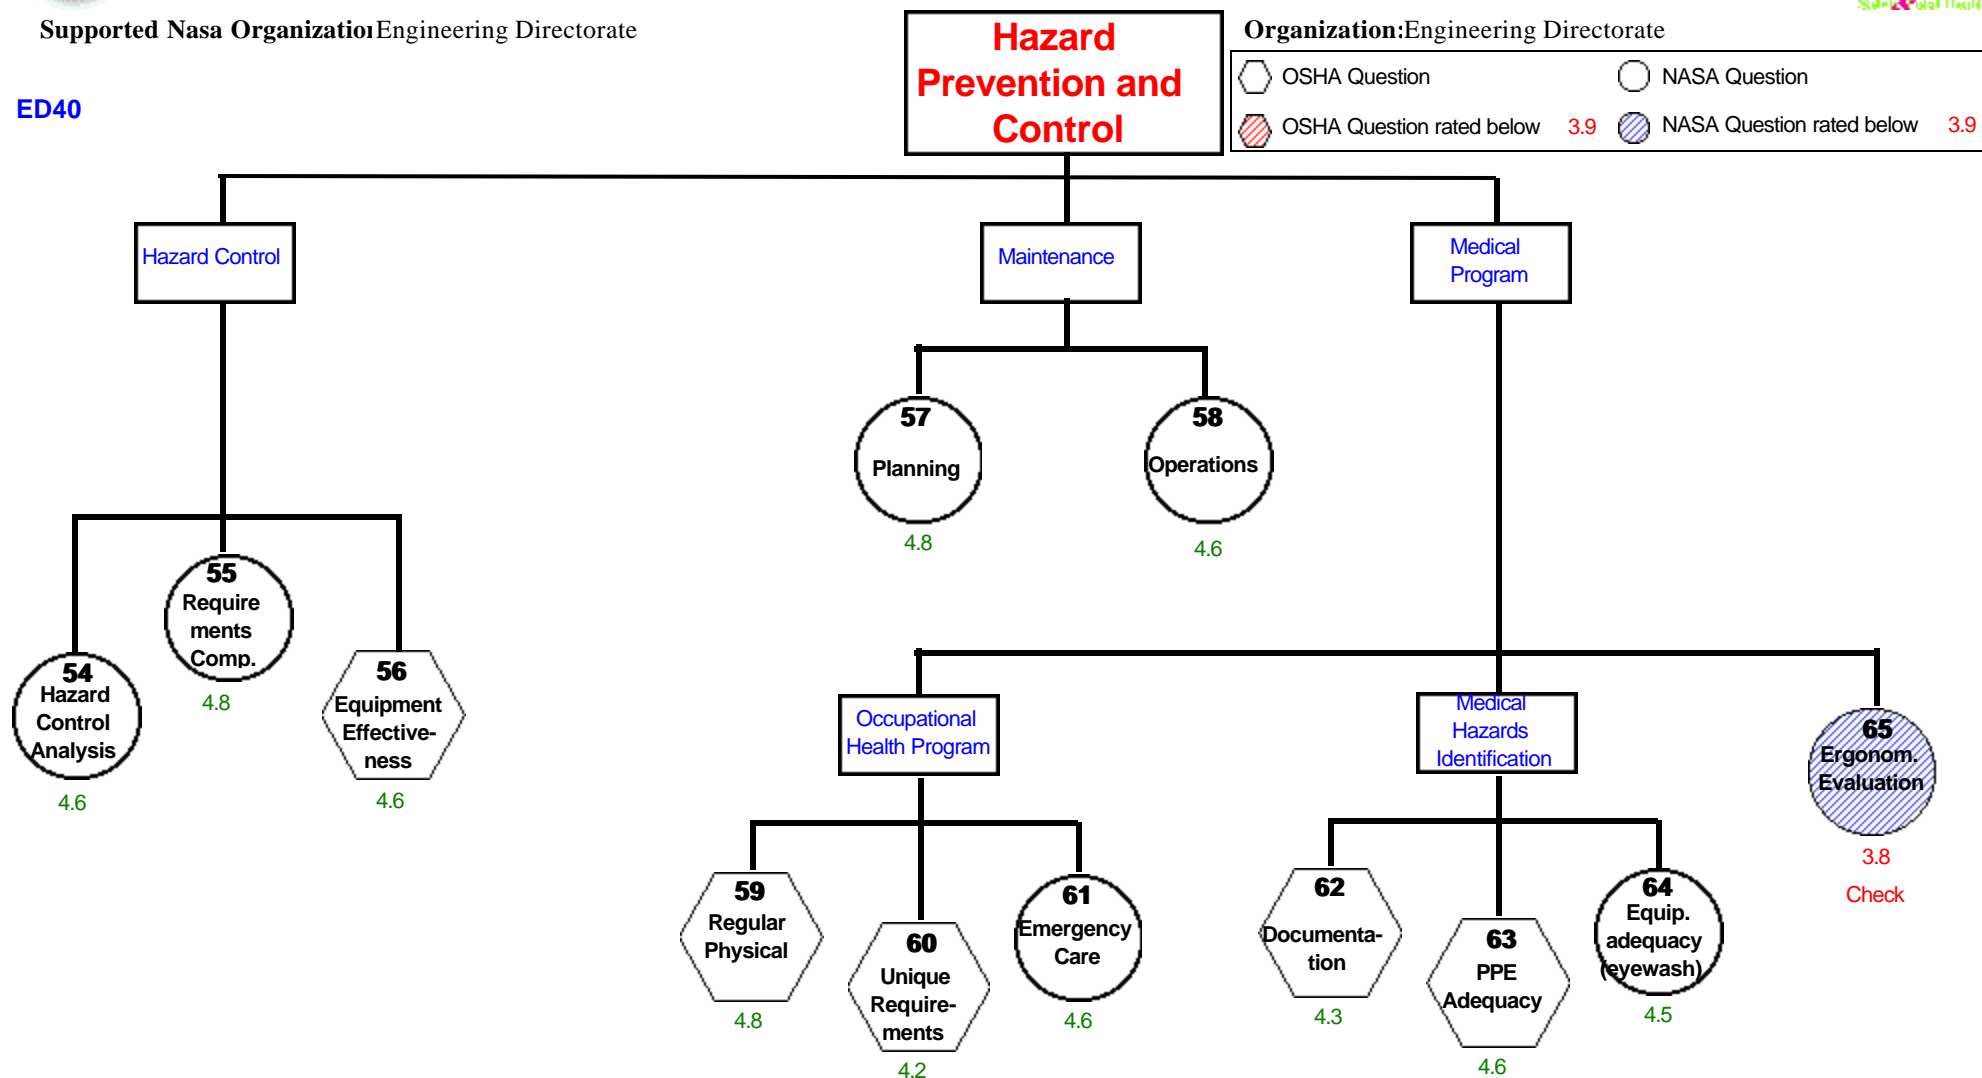 Supported Nasa Organization Engineering Directorate
Hazard
Prevention and
Control
Organization: Engineering Directorate
OSHA Question
NASA Question
OSHA Question rated below 3.9
NASA Question rated below 3.9
ED40
Hazard Control
Maintenance
Medical
Program
57
Planning
4.8
58
Operations
4.6
54
Hazard
Control
Analysis
4.6
55
Require
ments
Comp.
4.8
56
Equipment
Effective-
ness
4.6
Occupational
Health Program
Medical
Hazards
Identification
65
Ergonom.
Evaluation
3.8
Check
59
Regular
Physical
4.8
60
Unique
Require-
ments
4.2
61
Emergency
Care
4.6
62
Documenta-
tion
4.3
63
PPE
Adequacy
4.6
64
Equip.
adequacy
(eyewash)
4.5